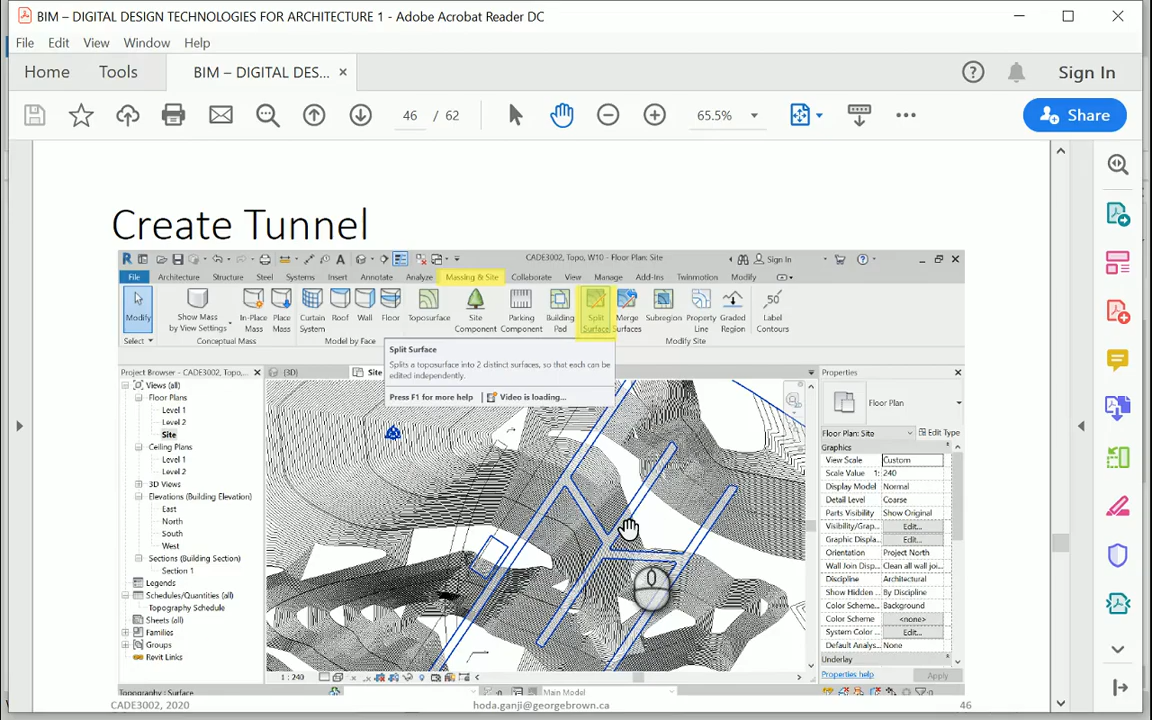 BIM – DIGITAL DESIGN TECHNOLOGIES FOR ARCHITECTURE 1 - Adobe Acrobat Reader DC
File Edit View Window Help
Home Tools BIM – DIGITAL DES... × Sign In
46 / 62 65.5% Share
Create Tunnel
CADE3002, Topo, W10 - Floor Plan: Site Sign In
File Architecture Structure Steel Systems Insert Annotate Analyze Massing & Site Collaborate View Manage Add-Ins Twinmotion Modify
Modify
Show Mass by View Settings
In-Place Mass
Place Mass
Curtain System
Roof
Wall
Floor
Toposurface
Site Component
Parking Component
Building Pad
Split Surface
Merge Surfaces
Subregion
Property Line
Graded Region
50
Label Contours
Select Conceptual Mass Model by Face Modify Site
Split Surface
Splits a toposurface into 2 distinct surfaces, so that each can be
edited independently.
Press F1 for more help Video is loading...
Project Browser - CADE3002, Topo,...
(3D) Site
Views (all)
Floor Plans
Level 1
Level 2
Site
Ceiling Plans
Level 1
Level 2
3D Views
Elevations (Building Elevation)
East
North
South
West
Sections (Building Section)
Section 1
Legends
Schedules/Quantities (all)
Topography Schedule
Sheets (all)
Families
Groups
Revit Links
Properties
Floor Plan
Floor Plan: Site Edit Type
Graphics
View Scale Custom
Scale Value 1: 240
Display Model Normal
Detail Level Coarse
Parts Visibility Show Original
Visibility/Grap... Edit...
Graphic Displa... Edit...
Orientation Project North
Wall Join Disp... Clean all wall joi...
Discipline Architectural
Show Hidden ... By Discipline
Color Scheme... Background
Color Scheme <none>
System Color ... Edit...
Default Analys... None
Underlay
Properties help Apply
1 : 240
Topography : Surface Main Model
CADE3002, 2020 hoda.ganji@georgebrown.ca 46